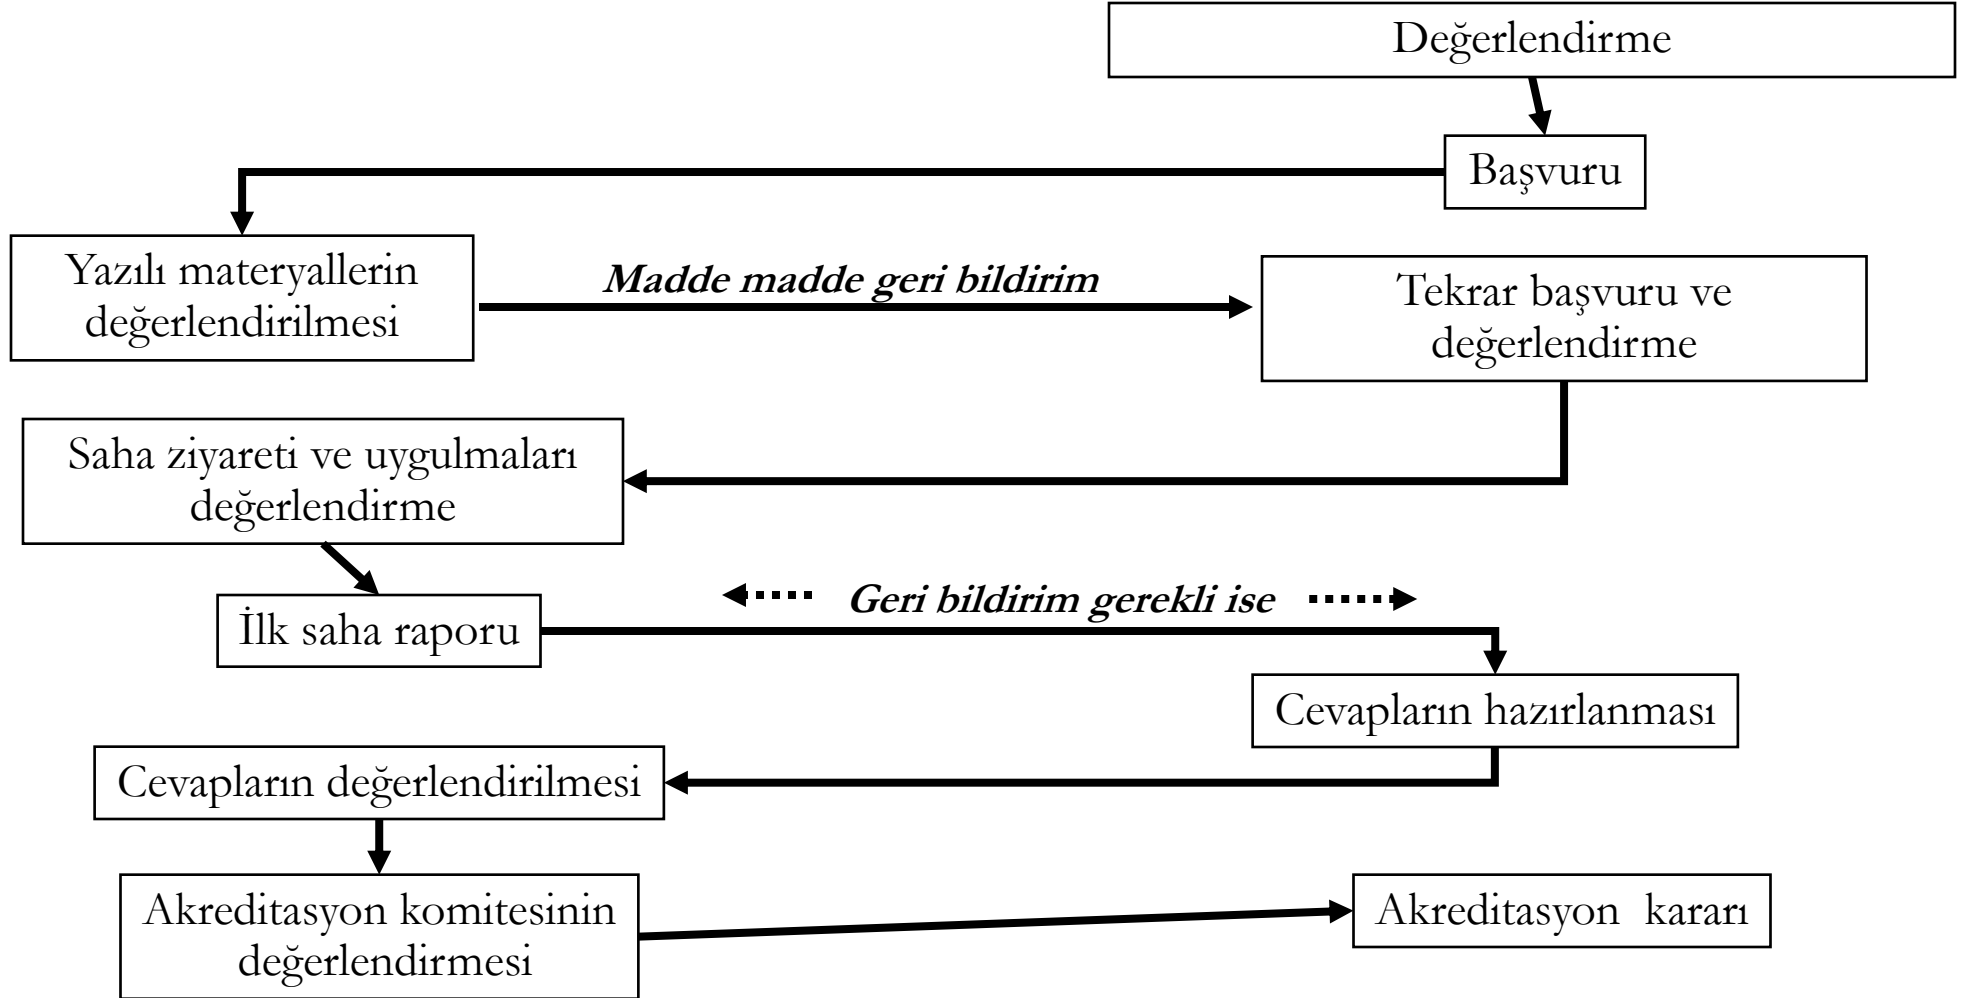 Değerlendirme
Başvuru
Yazılı materyallerin
değerlendirilmesi
Madde madde geri bildirim
Tekrar başvuru ve
değerlendirme
Saha ziyareti ve uygulmaları
değerlendirme
Geri bildirim gerekli ise
İlk saha raporu
Cevapların hazırlanması
Cevapların değerlendirilmesi
Akreditasyon komitesinin
değerlendirmesi
Akreditasyon kararı